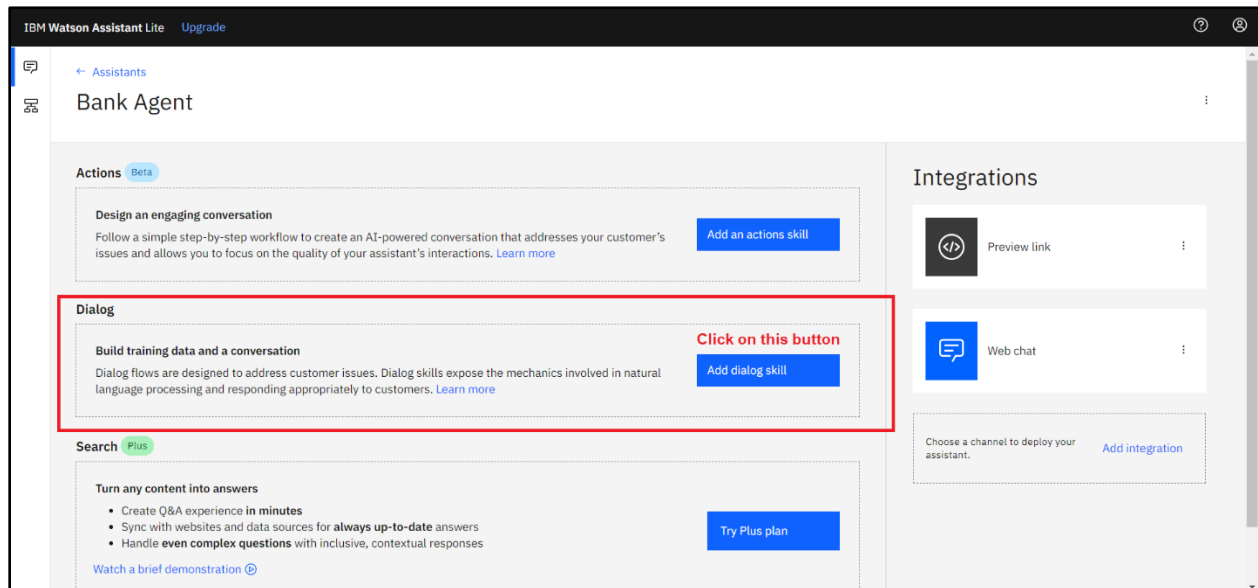 IBM Watson Assistant Lite Upgrade
← Assistants
Bank Agent
Actions Beta
Design an engaging conversation
Follow a simple step-by-step workflow to create an AI-powered conversation that addresses your customer's
issues and allows you to focus on the quality of your assistant's interactions. Learn more
Add an actions skill
Dialog
Build training data and a conversation
Dialog flows are designed to address customer issues. Dialog skills expose the mechanics involved in natural
language processing and responding appropriately to customers. Learn more
Click on this button
Add dialog skill
Search Plus
Turn any content into answers
• Create Q&A experience in minutes
• Sync with websites and data sources for always up-to-date answers
• Handle even complex questions with inclusive, contextual responses
Watch a brief demonstration
Try Plus plan
Integrations
Preview link
Web chat
Choose a channel to deploy your
assistant.
Add integration